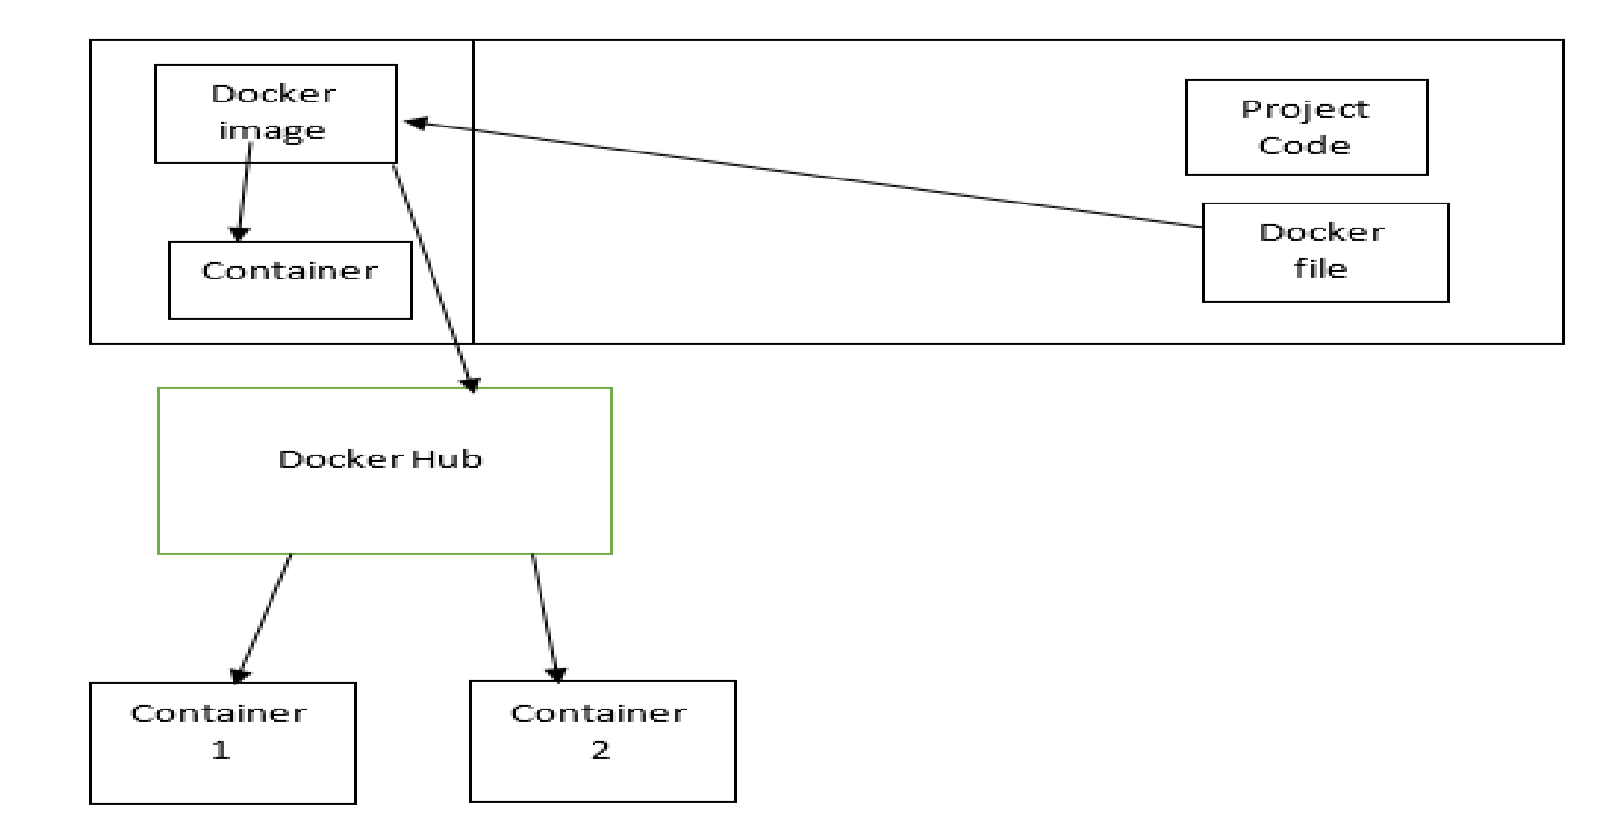 Docker
image
Project
Code
Docker
file
Container
Docker Hub
Container
1
Container
2